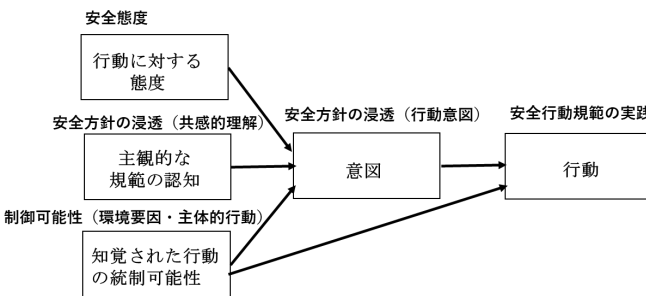 安全態度
行動に対する
態度
安全方針の浸透（共感的理解）
主観的な
規範の認知
制御可能性（環境要因・主体的行動）
知覚された行動
の統制可能性
安全方針の浸透（行動意図）
意図
安全行動規範の実践
行動